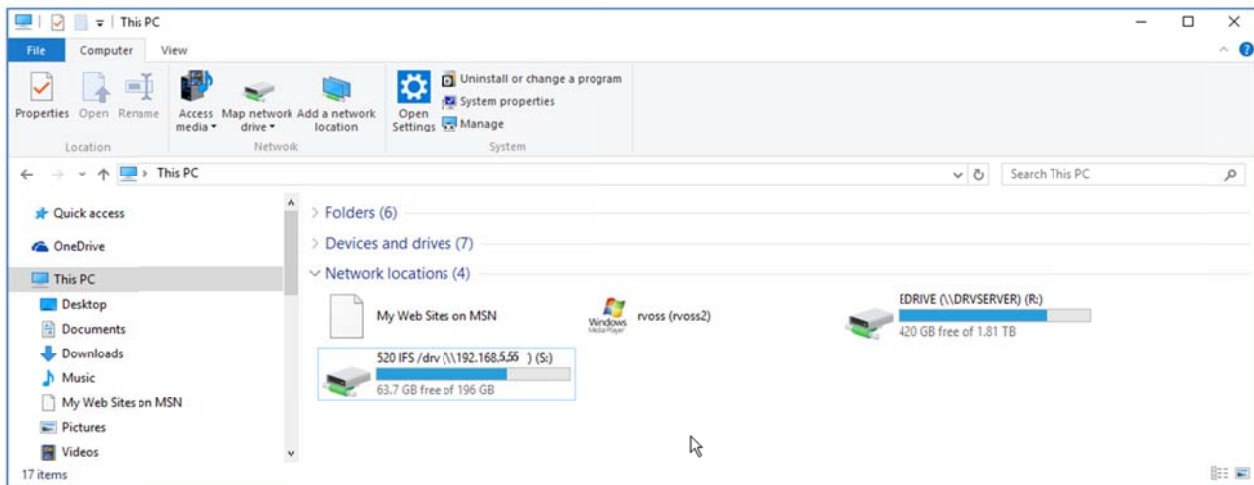 This PC
File Computer View
Properties Open Rename Access media Map network drive Add a network location Open Settings Uninstall or change a program
System properties
Manage
Location Network System
This PC Search This PC
Quick access
OneDrive
This PC
Desktop
Documents
Downloads
Music
My Web Sites on MSN
Pictures
Videos
Folders (6)
Devices and drives (7)
Network locations (4)
My Web Sites on MSN
Windows Media Player
rvoss (rvoss2)
EDRIVE (\\DRVSERVER) (R:)
420 GB free of 1.81 TB
520 IFS /drv (\\192.168.5.55 ) (S:)
63.7 GB free of 196 GB
17 items